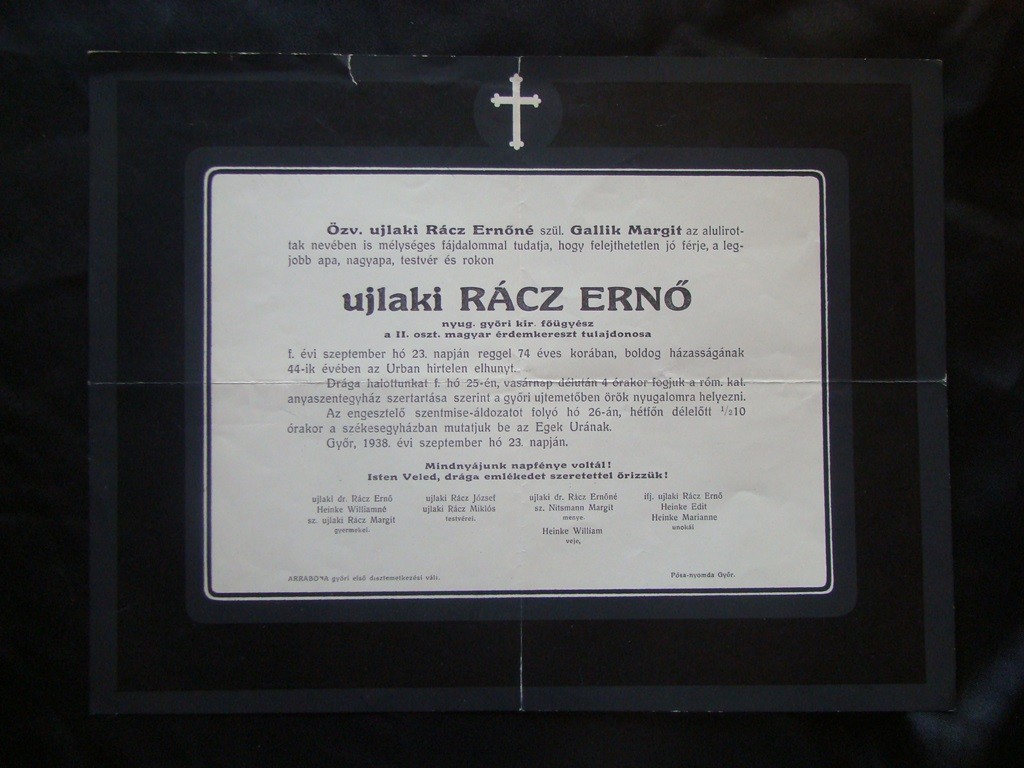 Özv. ujlaki Rácz Ernőné szül. Gallik Margit az alulirot-
tak nevében is mélységes fájdalommal tudatja, hogy felejthetetlen jó férje, a leg-
jobb apa, nagyapa, testvér és rokon
ujlaki RÁCZ ERNŐ
nyug. győri kir. főügyész
a II. oszt. magyar érdemkereszt tulajdonosa
f. évi szeptember hó 23. napján reggel 74 éves korában, boldog házasságának
44-ik évében az Urban hirtelen elhunyt.
Drága halottunkat f. hó 25-én, vasárnap délután 4 órakor fogjuk a róm. kat.
anyaszentegyház szertartása szerint a győri ujtemetőben örök nyugalomra helyezni.
Az engesztelő szentmise-áldozatot folyó hó 26-án, hétfőn délelőtt 1/2 10
órakor a székesegyházban mutatjuk be az Egek Urának.
Győr, 1938. évi szeptember hó 23. napján.
Mindnyájunk napfénye voltál!
Isten Veled, drága emlékedet szeretettel őrizzük!
ujlaki dr. Rácz Ernő ujlaki Rácz József ujlaki dr. Rácz Ernőné ifj. ujlaki Rácz Ernő
Heinke Williamné ujlaki Rácz Miklós sz. Nitsmann Margit Heinke Edit
sz. ujlaki Rácz Margit testvérei. menye. Heinke Marianne
gyermekei. Heinke William unokái
veje,
ARRABONA győri első dísztemetkezési váll. Pósa-nyomda Győr.